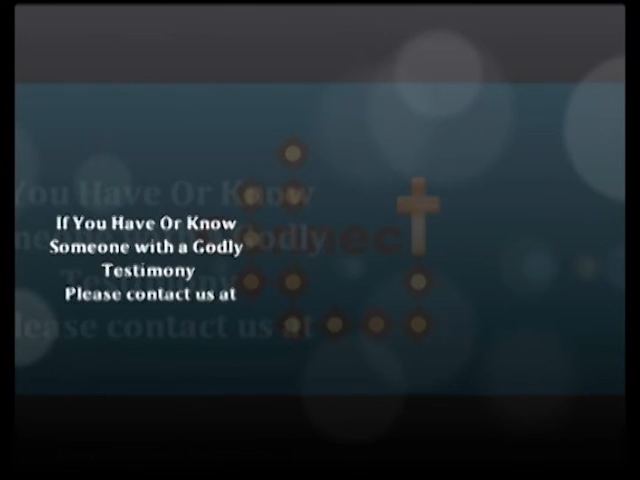 If You Have Or Know
Someone with a Godly
Testimony
Please contact us at